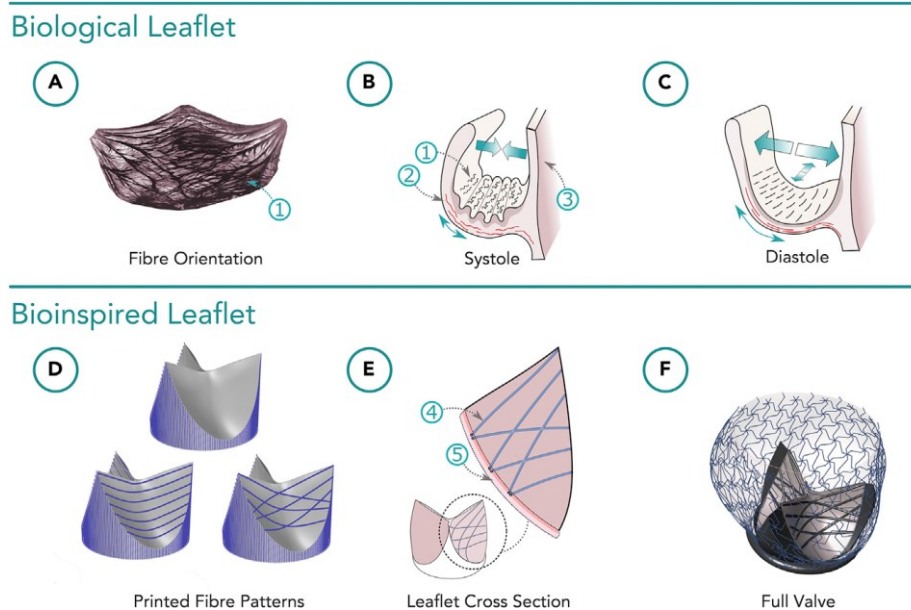 Biological Leaflet
A
B
C
1
1
2
3
Fibre Orientation
Systole
Diastole
Bioinspired Leaflet
D
E
F
4
5
Printed Fibre Patterns
Leaflet Cross Section
Full Valve